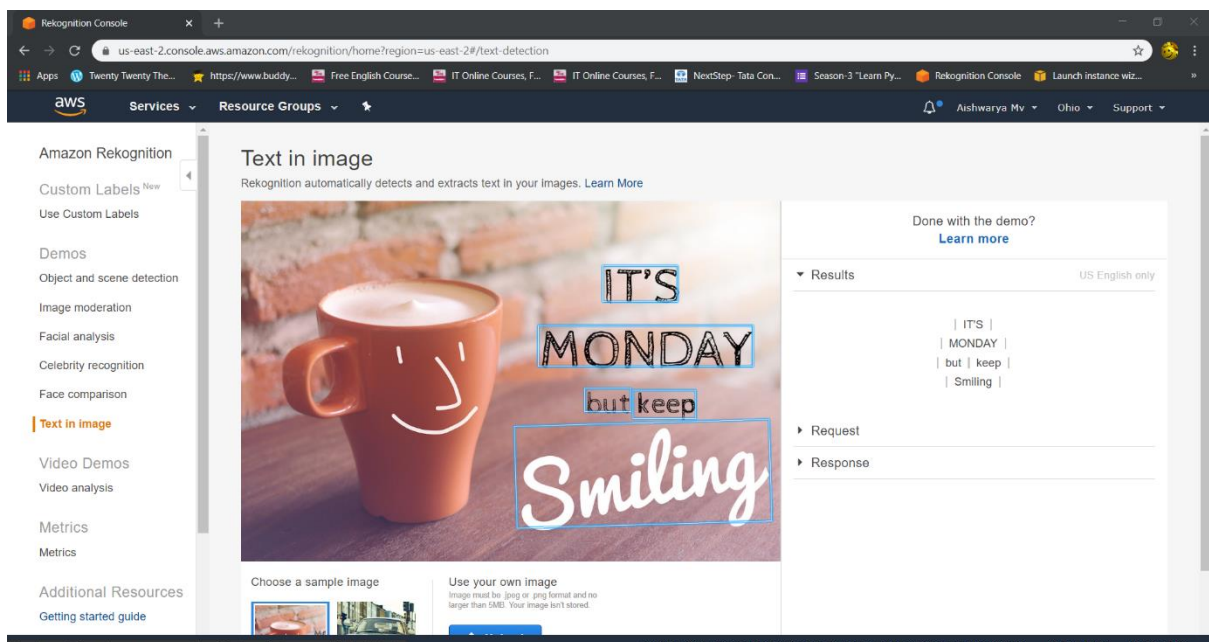 Rekognition Console
us-east-2.console.aws.amazon.com/rekognition/home?region=us-east-2#/text-detection
Apps Twenty Twenty The... https://www.buddy... Free English Course... IT Online Courses, F... IT Online Courses, F... NextStep- Tata Con... Season-3 "Learn Py... Rekognition Console Launch instance wiz... »
aws Services Resource Groups Aishwarya Mv Ohio Support
Amazon Rekognition
Custom Labels New
Use Custom Labels
Demos
Object and scene detection
Image moderation
Facial analysis
Celebrity recognition
Face comparison
Text in image
Video Demos
Video analysis
Metrics
Metrics
Additional Resources
Getting started guide
Text in image
Rekognition automatically detects and extracts text in your images. Learn More
IT'S
MONDAY
but keep
Smiling
Choose a sample image
Use your own image
Image must be .jpeg or .png format and no
larger than 5MB. Your image isn't stored.
Done with the demo?
Learn more
Results US English only
| IT'S |
| MONDAY |
| but | keep |
| Smiling |
Request
Response